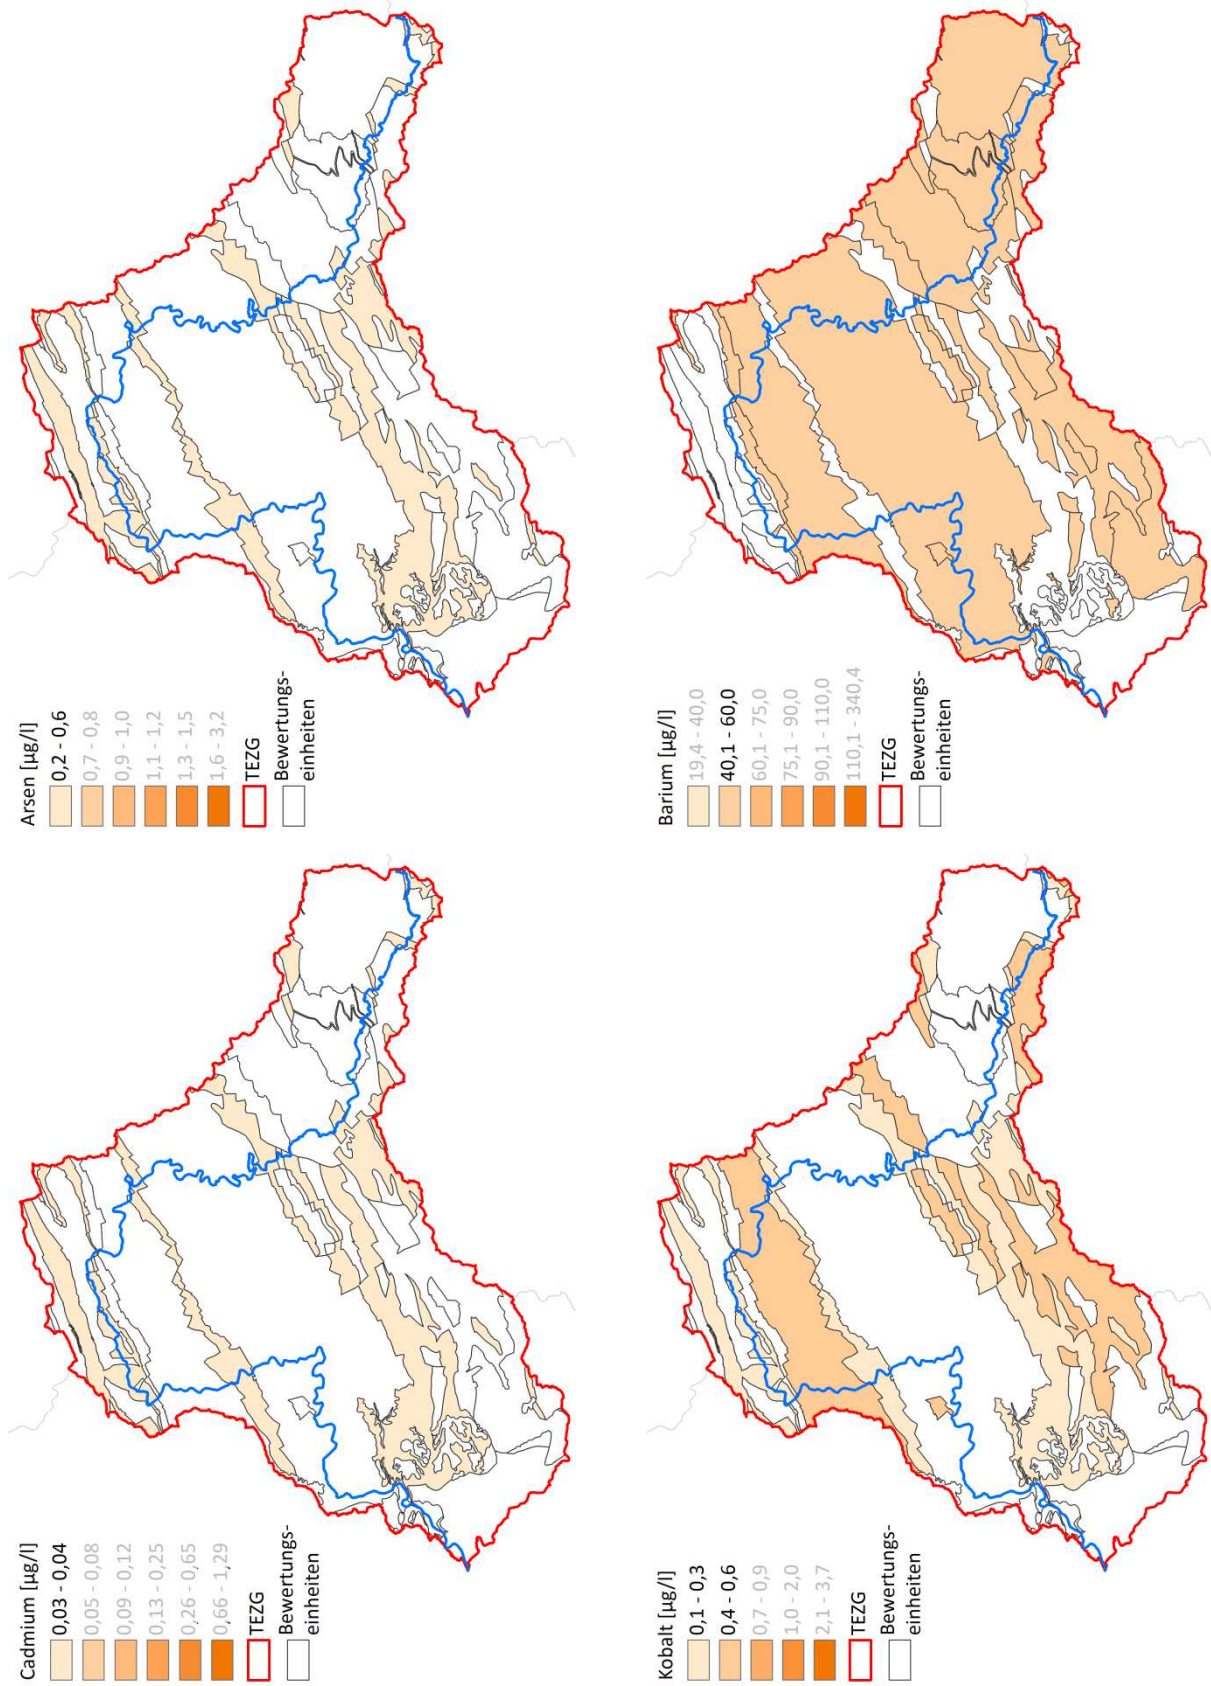 Cadmium [µg/l]
0,03 - 0,04
0,05 - 0,08
0,09 - 0,12
0,13 - 0,25
0,26 - 0,65
0,66 - 1,29
TEZG
Bewertungs-
einheiten
Arsen [µg/l]
0,2 - 0,6
0,7 - 0,8
0,9 - 1,0
1,1 - 1,2
1,3 - 1,5
1,6 - 3,2
TEZG
Bewertungs-
einheiten
Kobalt [µg/l]
0,1 - 0,3
0,4 - 0,6
0,7 - 0,9
1,0 - 2,0
2,1 - 3,7
TEZG
Bewertungs-
einheiten
Barium [µg/l]
19,4 - 40,0
40,1 - 60,0
60,1 - 75,0
75,1 - 90,0
90,1 - 110,0
110,1 - 340,4
TEZG
Bewertungs-
einheiten